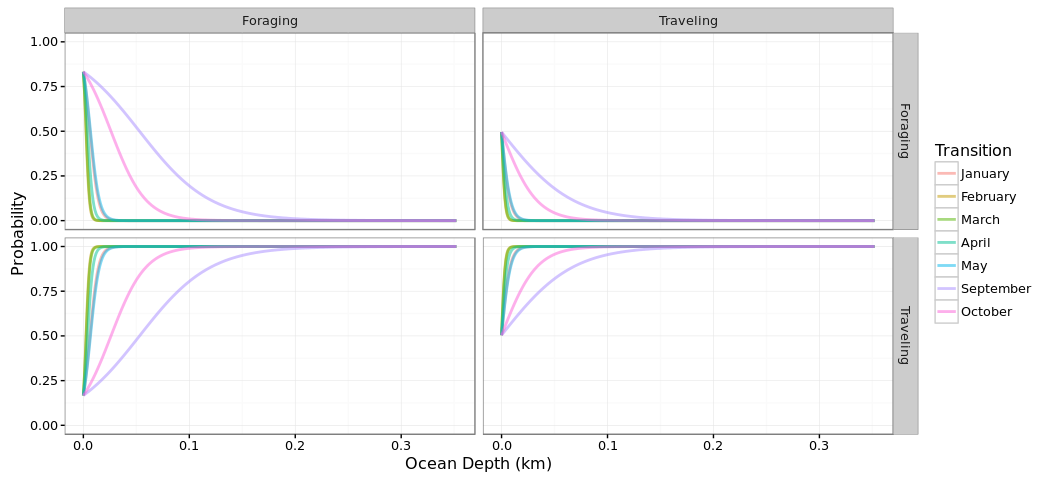 Foraging Traveling
1.00
0.75
0.50
0.25
0.00
Foraging
1.00
0.75
0.50
0.25
0.00
Traveling
Probability
0.0 0.1 0.2 0.3 0.0 0.1 0.2 0.3
Ocean Depth (km)
Transition
January
February
March
April
May
September
October